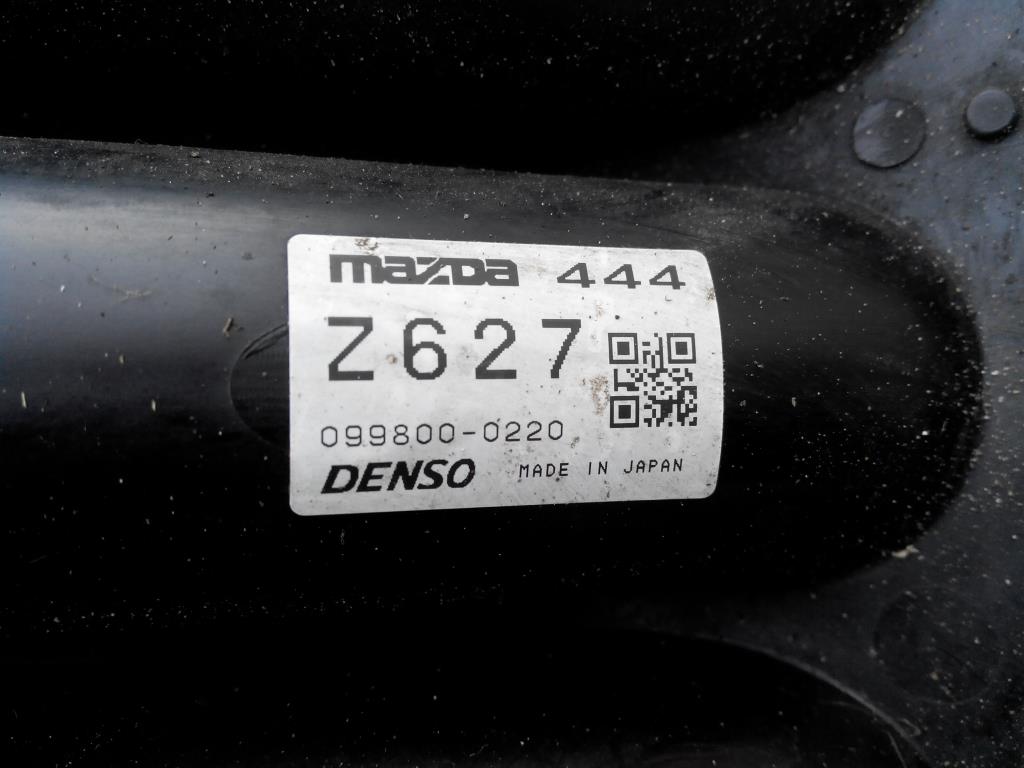 mazda 444
Z627
099800-0220
DENSO MADE IN JAPAN